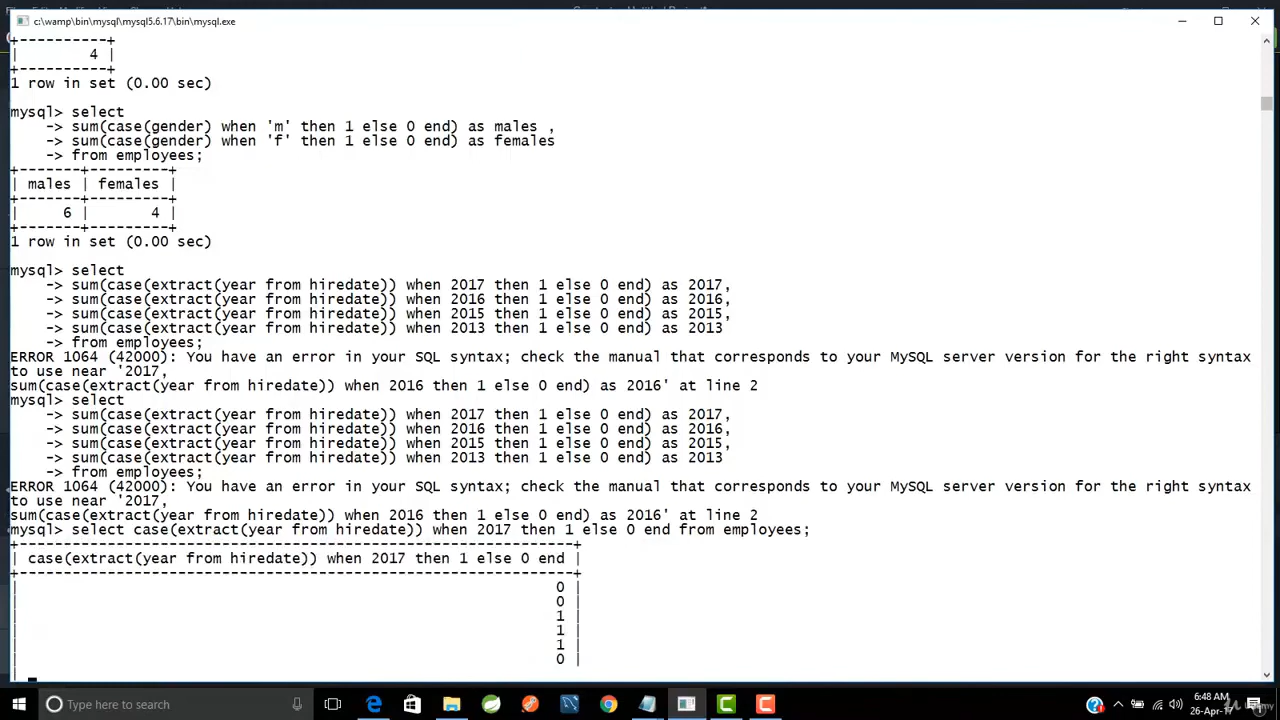 c:\wamp\bin\mysql\mysql5.6.17\bin\mysql.exe
+----------+
|        4 |
+----------+
1 row in set (0.00 sec)
mysql> select
    -> sum(case(gender) when 'm' then 1 else 0 end) as males ,
    -> sum(case(gender) when 'f' then 1 else 0 end) as females
    -> from employees;
+-------+---------+
| males | females |
+-------+---------+
|     6 |       4 |
+-------+---------+
1 row in set (0.00 sec)
mysql> select
    -> sum(case(extract(year from hiredate)) when 2017 then 1 else 0 end) as 2017,
    -> sum(case(extract(year from hiredate)) when 2016 then 1 else 0 end) as 2016,
    -> sum(case(extract(year from hiredate)) when 2015 then 1 else 0 end) as 2015,
    -> sum(case(extract(year from hiredate)) when 2013 then 1 else 0 end) as 2013
    -> from employees;
ERROR 1064 (42000): You have an error in your SQL syntax; check the manual that corresponds to your MySQL server version for the right syntax
to use near '2017,
sum(case(extract(year from hiredate)) when 2016 then 1 else 0 end) as 2016' at line 2
mysql> select
    -> sum(case(extract(year from hiredate)) when 2017 then 1 else 0 end) as 2017,
    -> sum(case(extract(year from hiredate)) when 2016 then 1 else 0 end) as 2016,
    -> sum(case(extract(year from hiredate)) when 2015 then 1 else 0 end) as 2015,
    -> sum(case(extract(year from hiredate)) when 2013 then 1 else 0 end) as 2013
    -> from employees;
ERROR 1064 (42000): You have an error in your SQL syntax; check the manual that corresponds to your MySQL server version for the right syntax
to use near '2017,
sum(case(extract(year from hiredate)) when 2016 then 1 else 0 end) as 2016' at line 2
mysql> select case(extract(year from hiredate)) when 2017 then 1 else 0 end from employees;
+---------------------------------------------------------------+
| case(extract(year from hiredate)) when 2017 then 1 else 0 end |
+---------------------------------------------------------------+
|                                                             0 |
|                                                             0 |
|                                                             1 |
|                                                             1 |
|                                                             1 |
|                                                             0 |
Type here to search
6:48 AM
26-Apr-1